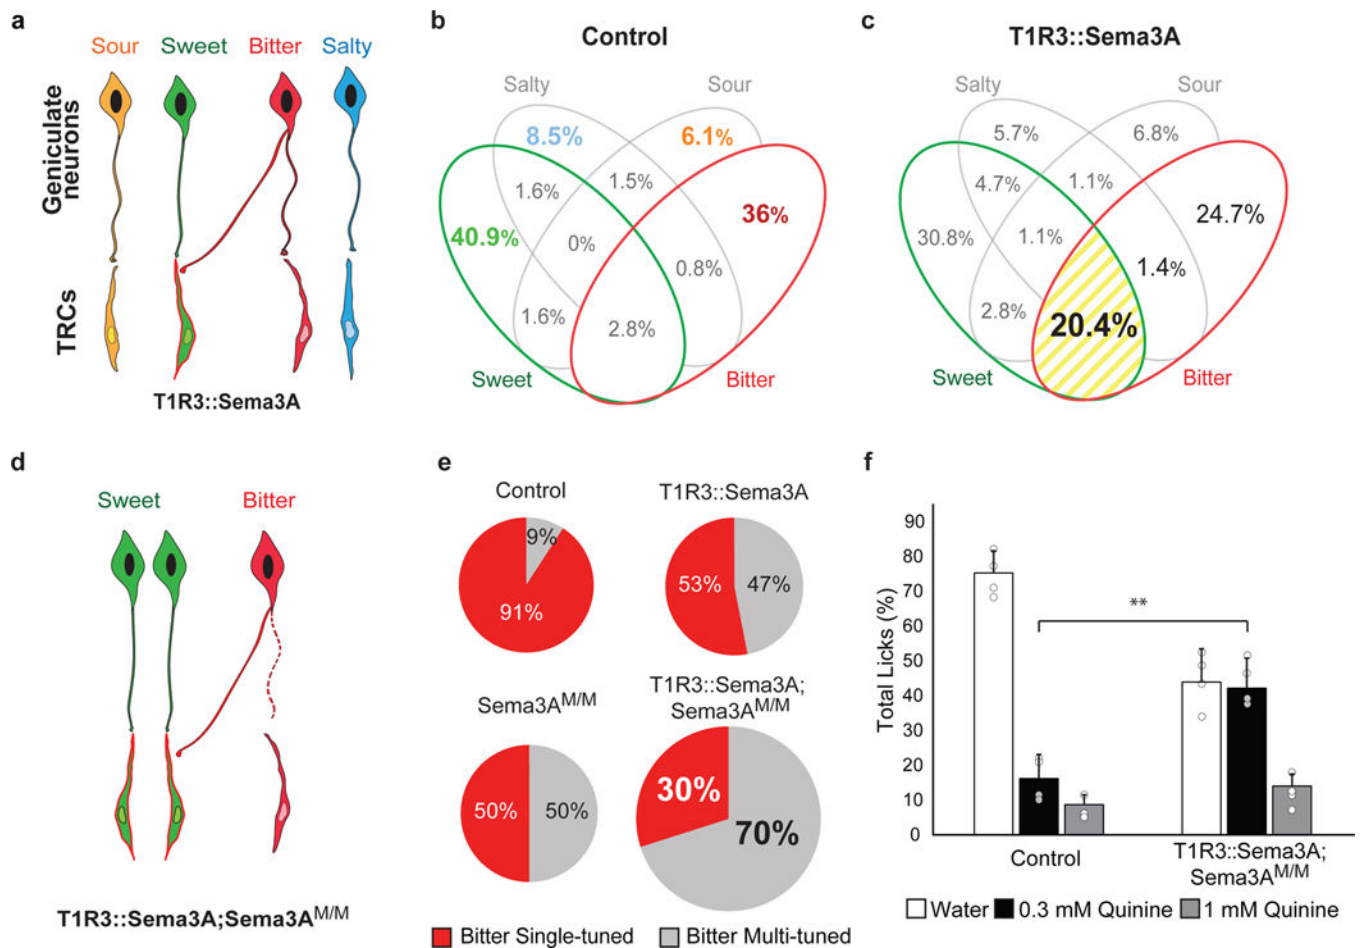 a
Sour Sweet Bitter Salty
Geniculate
neurons
TRCs
T1R3::Sema3A
b
Control
Salty Sour
8.5% 6.1%
1.6% 1.5%
40.9% 36%
0% 0.8%
1.6% 2.8%
Sweet Bitter
c
T1R3::Sema3A
Salty Sour
5.7% 6.8%
4.7% 1.1%
30.8% 24.7%
1.1% 1.4%
2.8% 20.4%
Sweet Bitter
d
Sweet Bitter
T1R3::Sema3A;Sema3A^M/M
e
Control T1R3::Sema3A
9%
91%
53% 47%
Sema3A^M/M
T1R3::Sema3A;
Sema3A^M/M
50% 50%
30%
70%
Bitter Single-tuned Bitter Multi-tuned
f
Total Licks (%)
90
80
70
60
50
40
30
20
10
0
**
Control
T1R3::Sema3A;
Sema3A^M/M
Water 0.3 mM Quinine 1 mM Quinine